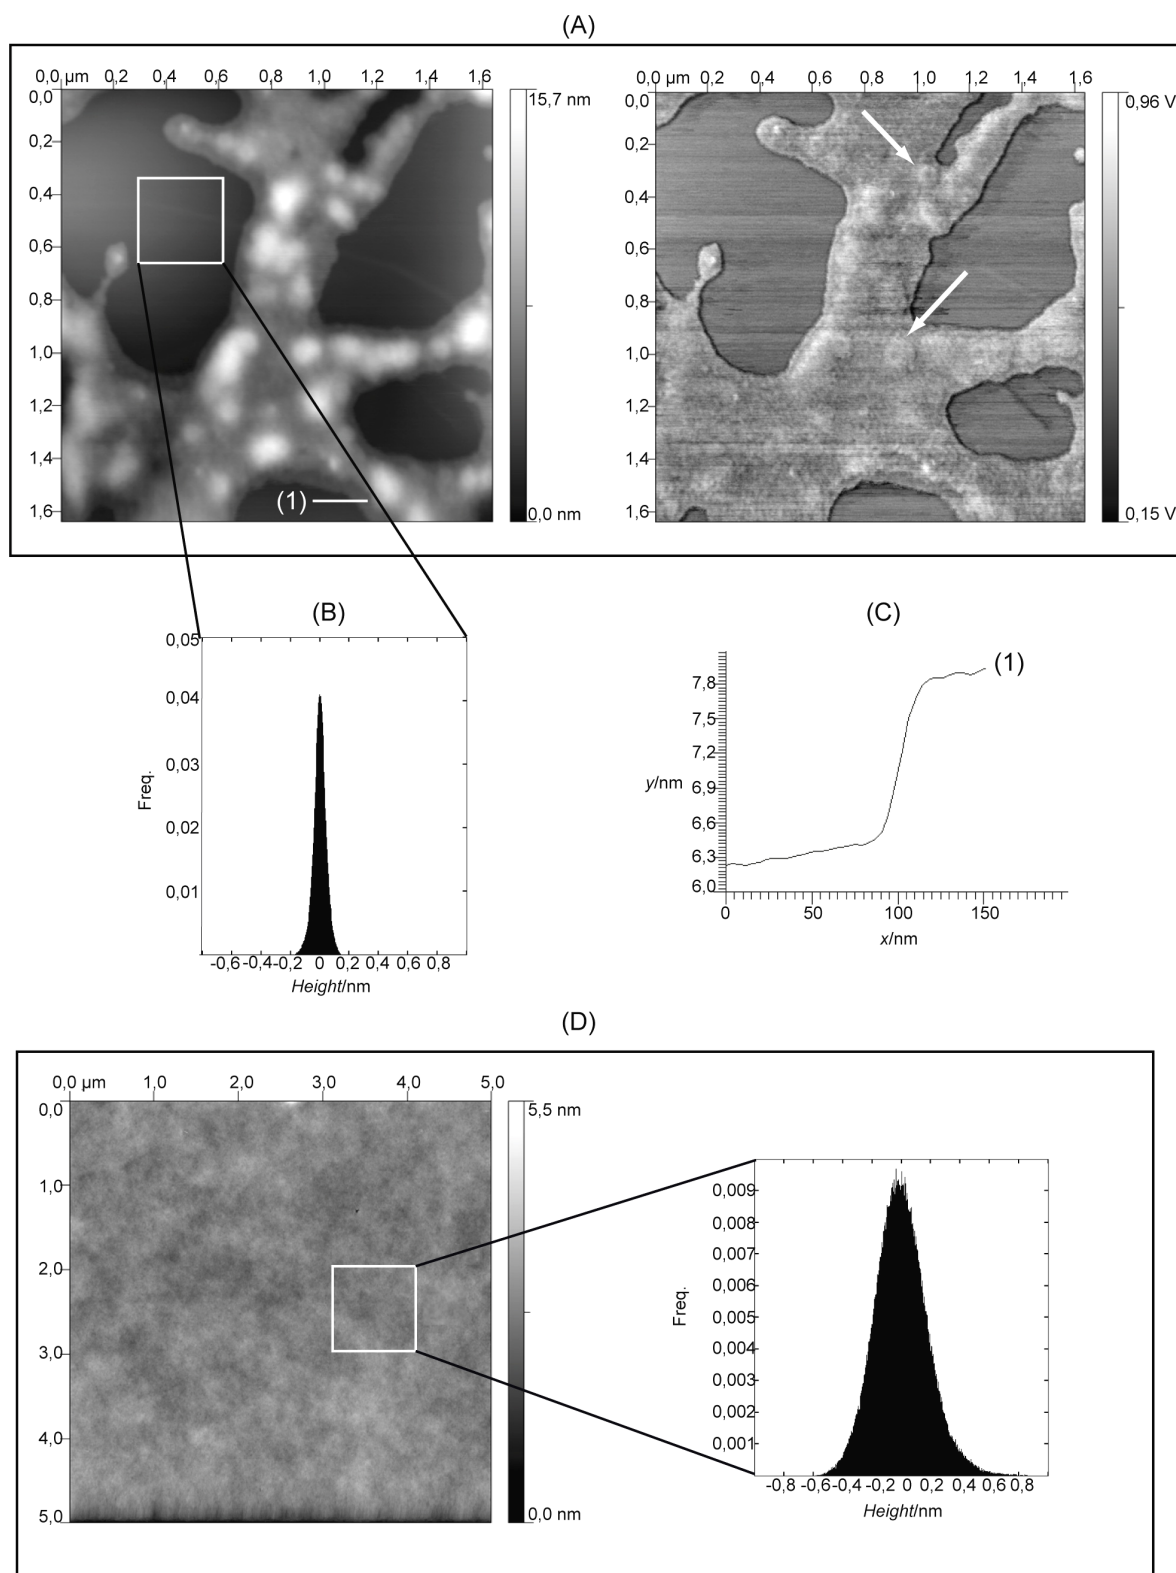 (A)
0,0 µm 0,2 0,4 0,6 0,8 1,0 1,2 1,4 1,6
0,0
0,2
0,4
0,6
0,8
1,0
1,2
1,4
1,6
15,7 nm
0,0 nm
(1)
0,0 µm 0,2 0,4 0,6 0,8 1,0 1,2 1,4 1,6
0,0
0,2
0,4
0,6
0,8
1,0
1,2
1,4
1,6
0,96 V
0,15 V
(B)
0,05
0,04
0,03
0,02
0,01
Freq.
-0,6 -0,4 -0,2 0 0,2 0,4 0,6 0,8
Height/nm
(C)
(1)
7,8
7,5
7,2
6,9
6,6
6,3
6,0
y/nm
0 50 100 150
x/nm
(D)
0,0 µm 1,0 2,0 3,0 4,0 5,0
0,0
1,0
2,0
3,0
4,0
5,0
5,5 nm
0,0 nm
0,009
0,008
0,007
0,006
0,005
0,004
0,003
0,002
0,001
Freq.
-0,8 -0,6 -0,4 -0,2 0 0,2 0,4 0,6 0,8
Height/nm